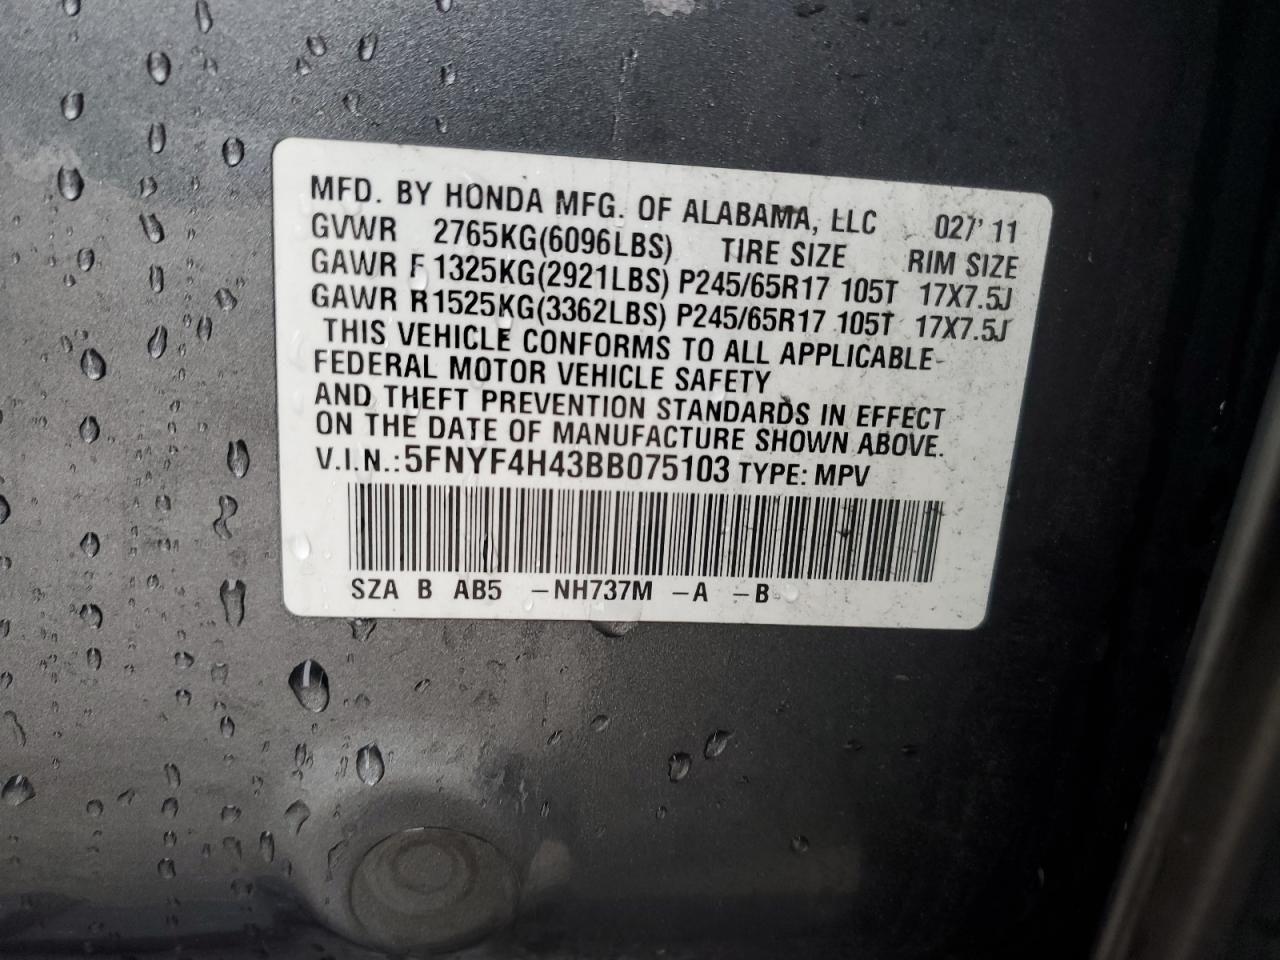 MFD. BY HONDA MFG. OF ALABAMA, LLC 02/'11
GVWR 2765KG(6096LBS) TIRE SIZE RIM SIZE
GAWR F 1325KG(2921LBS) P245/65R17 105T 17X7.5J
GAWR R 1525KG(3362LBS) P245/65R17 105T 17X7.5J
THIS VEHICLE CONFORMS TO ALL APPLICABLE
FEDERAL MOTOR VEHICLE SAFETY
AND THEFT PREVENTION STANDARDS IN EFFECT
ON THE DATE OF MANUFACTURE SHOWN ABOVE.
V.I.N.: 5FNYF4H43BB075103 TYPE: MPV
SZA B AB5 -NH737M -A -B